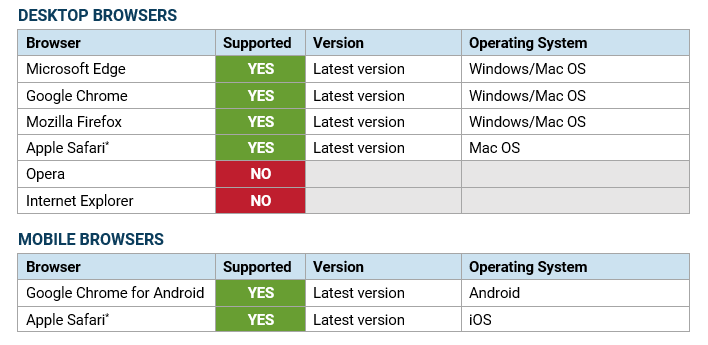 DESKTOP BROWSERS
Browser Supported Version Operating System
Microsoft Edge YES Latest version Windows/Mac OS
Google Chrome YES Latest version Windows/Mac OS
Mozilla Firefox YES Latest version Windows/Mac OS
Apple Safari* YES Latest version Mac OS
Opera NO
Internet Explorer NO
MOBILE BROWSERS
Browser Supported Version Operating System
Google Chrome for Android YES Latest version Android
Apple Safari* YES Latest version iOS